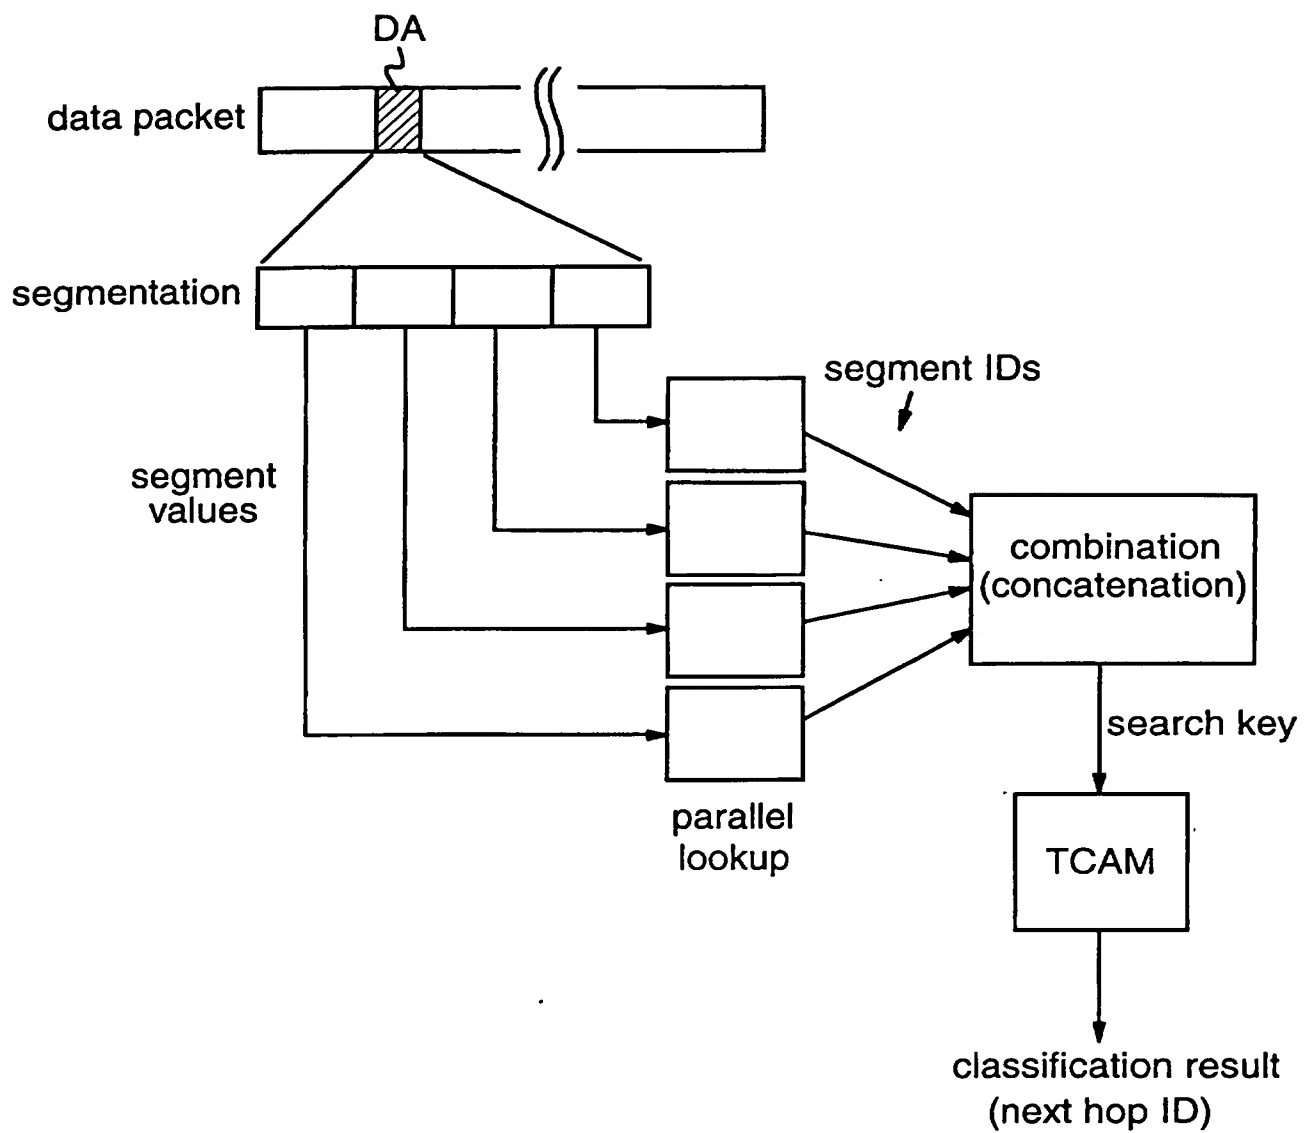 DA
data packet
segmentation
segment IDs
segment
values
combination
(concatenation)
search key
parallel
lookup
TCAM
classification result
(next hop ID)